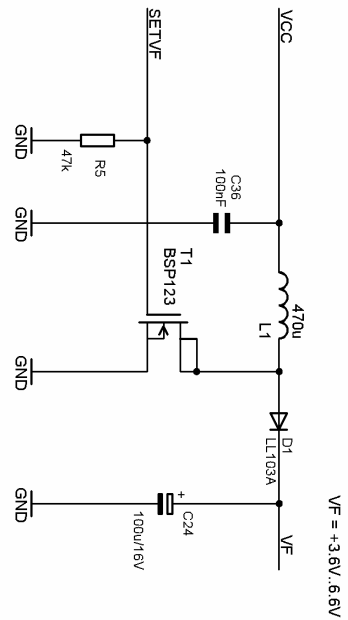 SETVF
VCC
GND
47k
R5
C36
100nF
GND
T1
BSP123
470u
L1
GND
D1
LL103A
+
C24
100u/16V
GND
VF
VF = +3.6V..6.6V